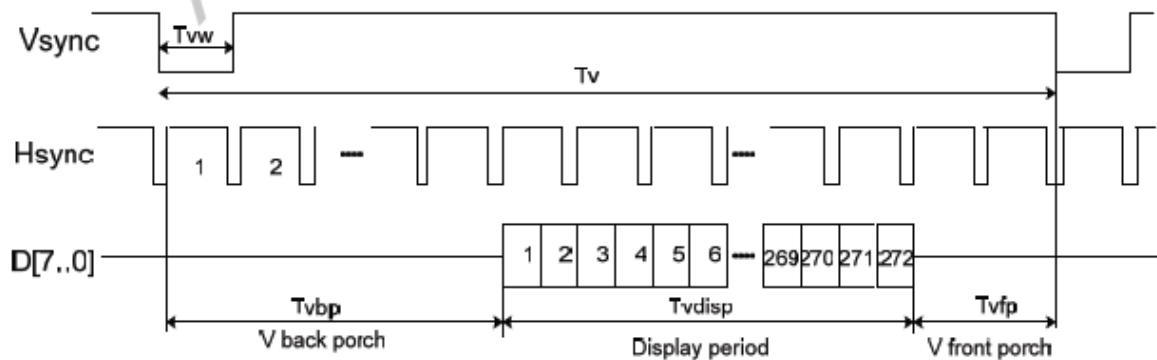 Vsync
Tvw
Tv
Hsync
1 2 ----
----
D[7..0]
1 2 3 4 5 6 ---- 269 270 271 272
Tvbp Tvdisp Tvfp
V back porch Display period V front porch